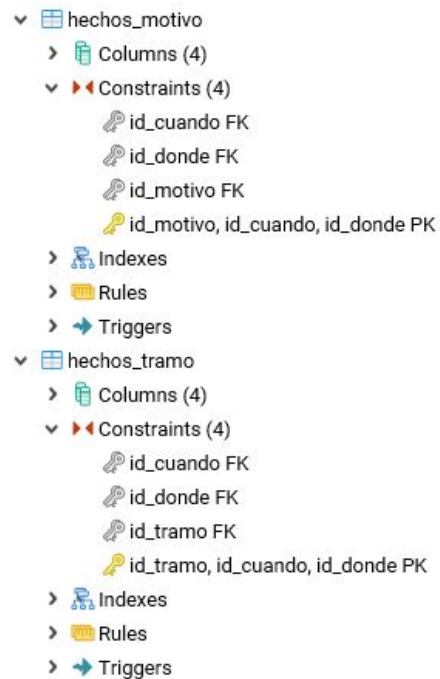 hechos_motivo
Columns (4)
Constraints (4)
id_cuando FK
id_donde FK
id_motivo FK
id_motivo, id_cuando, id_donde PK
Indexes
Rules
Triggers
hechos_tramo
Columns (4)
Constraints (4)
id_cuando FK
id_donde FK
id_tramo FK
id_tramo, id_cuando, id_donde PK
Indexes
Rules
Triggers